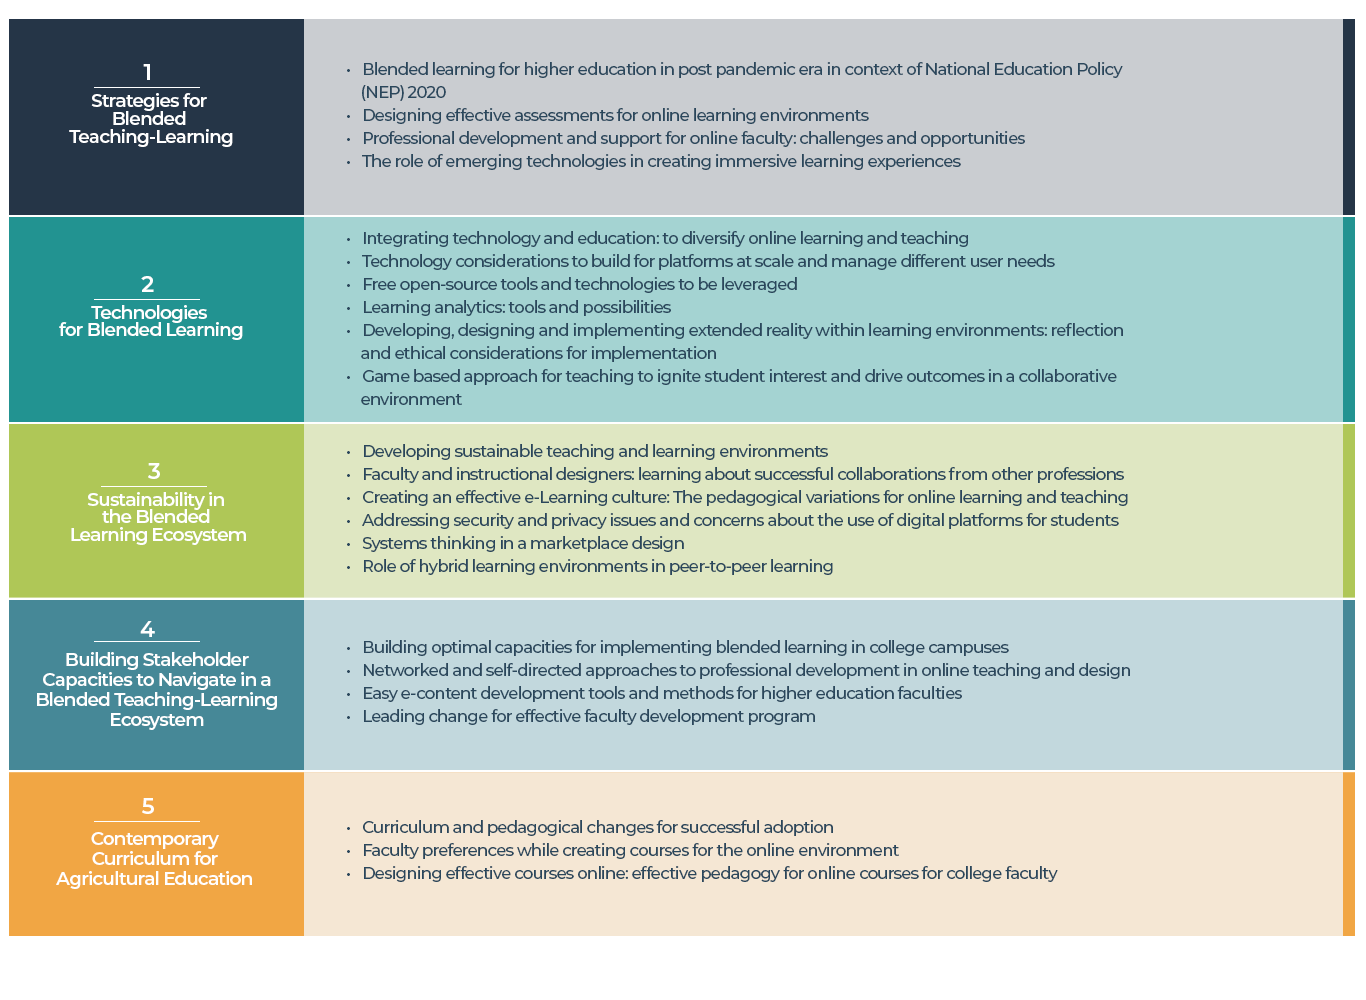 1
Strategies for
Blended
Teaching-Learning
• Blended learning for higher education in post pandemic era in context of National Education Policy
(NEP) 2020
• Designing effective assessments for online learning environments
• Professional development and support for online faculty: challenges and opportunities
• The role of emerging technologies in creating immersive learning experiences
2
Technologies
for Blended Learning
• Integrating technology and education: to diversify online learning and teaching
• Technology considerations to build for platforms at scale and manage different user needs
• Free open-source tools and technologies to be leveraged
• Learning analytics: tools and possibilities
• Developing, designing and implementing extended reality within learning environments: reflection
and ethical considerations for implementation
• Game based approach for teaching to ignite student interest and drive outcomes in a collaborative
environment
3
Sustainability in
the Blended
Learning Ecosystem
• Developing sustainable teaching and learning environments
• Faculty and instructional designers: learning about successful collaborations from other professions
• Creating an effective e-Learning culture: The pedagogical variations for online learning and teaching
• Addressing security and privacy issues and concerns about the use of digital platforms for students
• Systems thinking in a marketplace design
• Role of hybrid learning environments in peer-to-peer learning
4
Building Stakeholder
Capacities to Navigate in a
Blended Teaching-Learning
Ecosystem
• Building optimal capacities for implementing blended learning in college campuses
• Networked and self-directed approaches to professional development in online teaching and design
• Easy e-content development tools and methods for higher education faculties
• Leading change for effective faculty development program
5
Contemporary
Curriculum for
Agricultural Education
• Curriculum and pedagogical changes for successful adoption
• Faculty preferences while creating courses for the online environment
• Designing effective courses online: effective pedagogy for online courses for college faculty